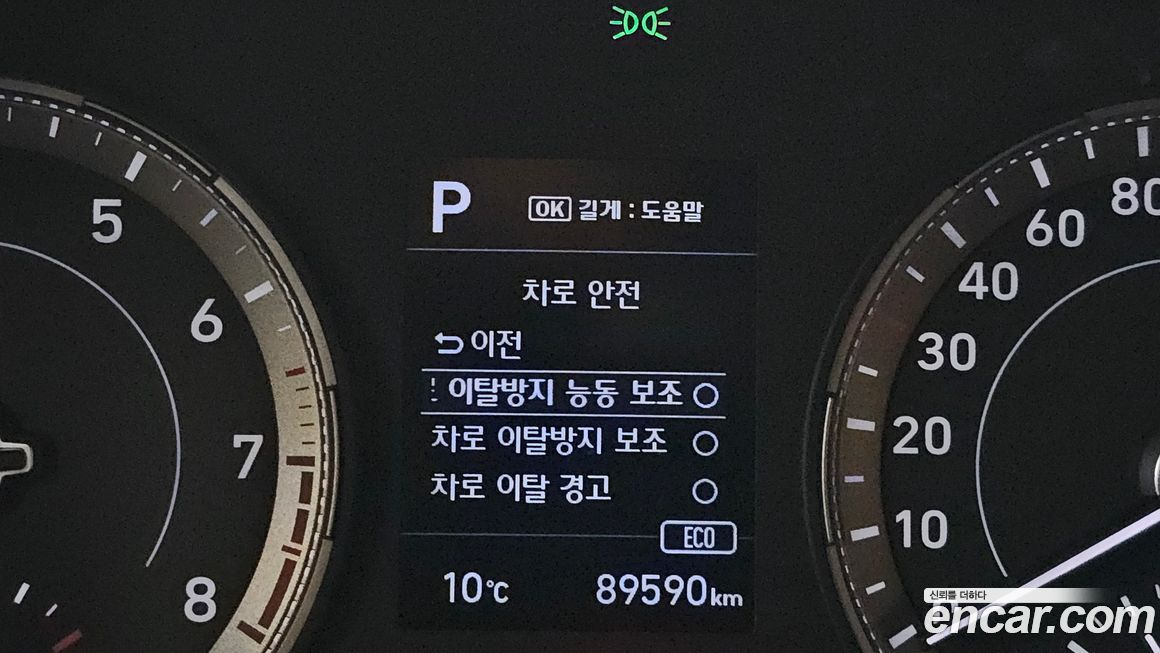 P
OK 길게 : 도움말
차로 안전
이전
이탈방지 능동 보조
차로 이탈방지 보조
차로 이탈 경고
ECO
10℃ 89590km
5
6
7
8
80
60
40
30
20
10
신뢰를 더하다
encar.com